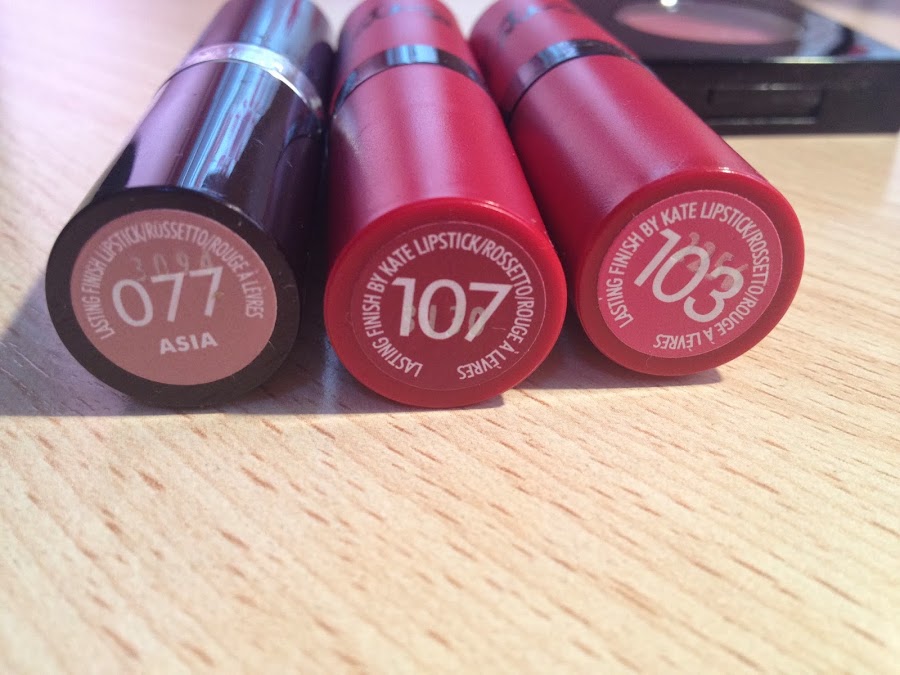 LASTING FINISH LIPSTICK/ROSSETTO/ROUGE À LÈVRES
3090
077
ASIA
LASTING FINISH BY KATE LIPSTICK/ROSSETTO/ROUGE À LÈVRES
107
LASTING FINISH BY KATE LIPSTICK/ROSSETTO/ROUGE À LÈVRES
103